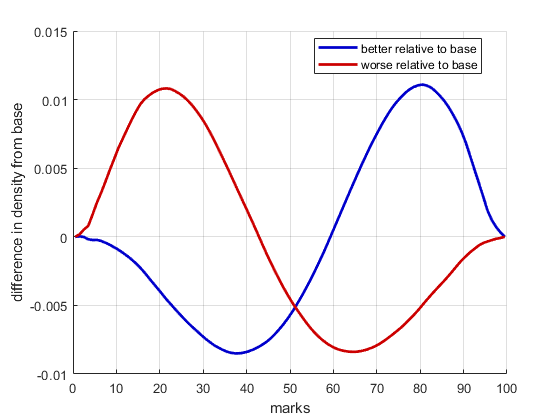 0.015
better relative to base
worse relative to base
0.01
0.005
0
-0.005
-0.01
difference in density from base
0 10 20 30 40 50 60 70 80 90 100
marks